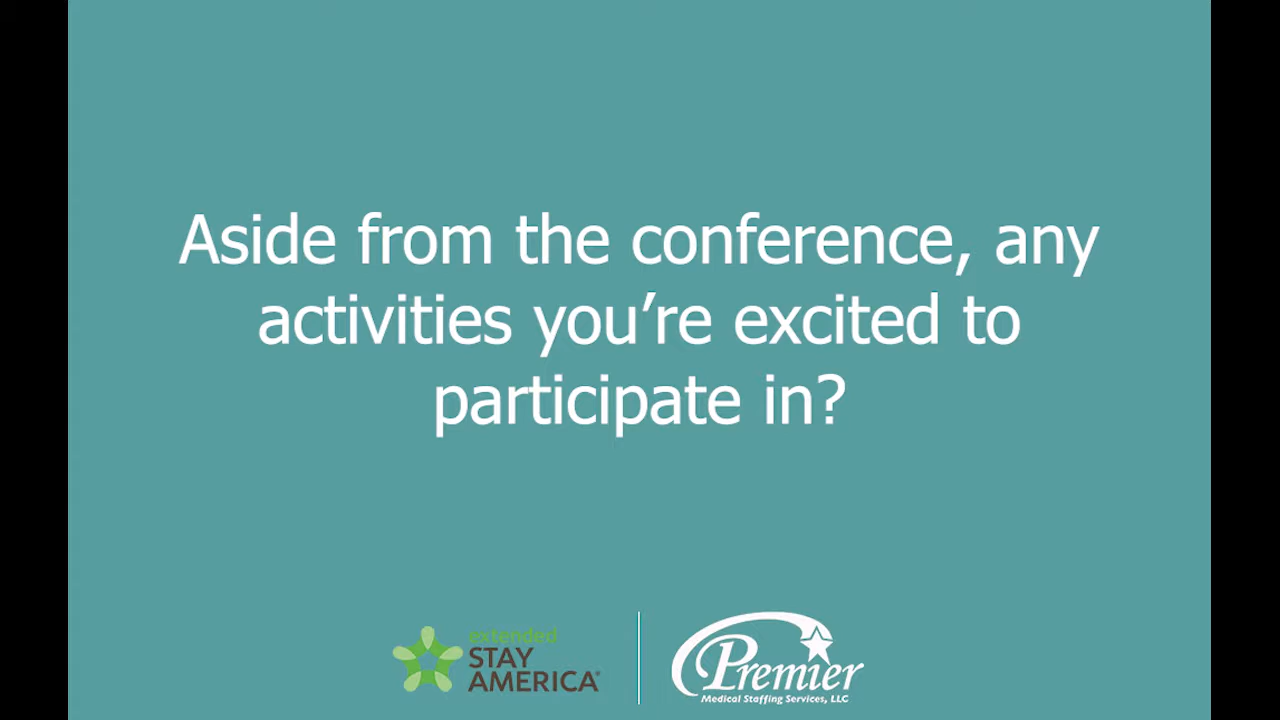 Aside from the conference, any
activities you’re excited to
participate in?
extended
STAY
AMERICA®
Premier
Medical Staffing Services, LLC